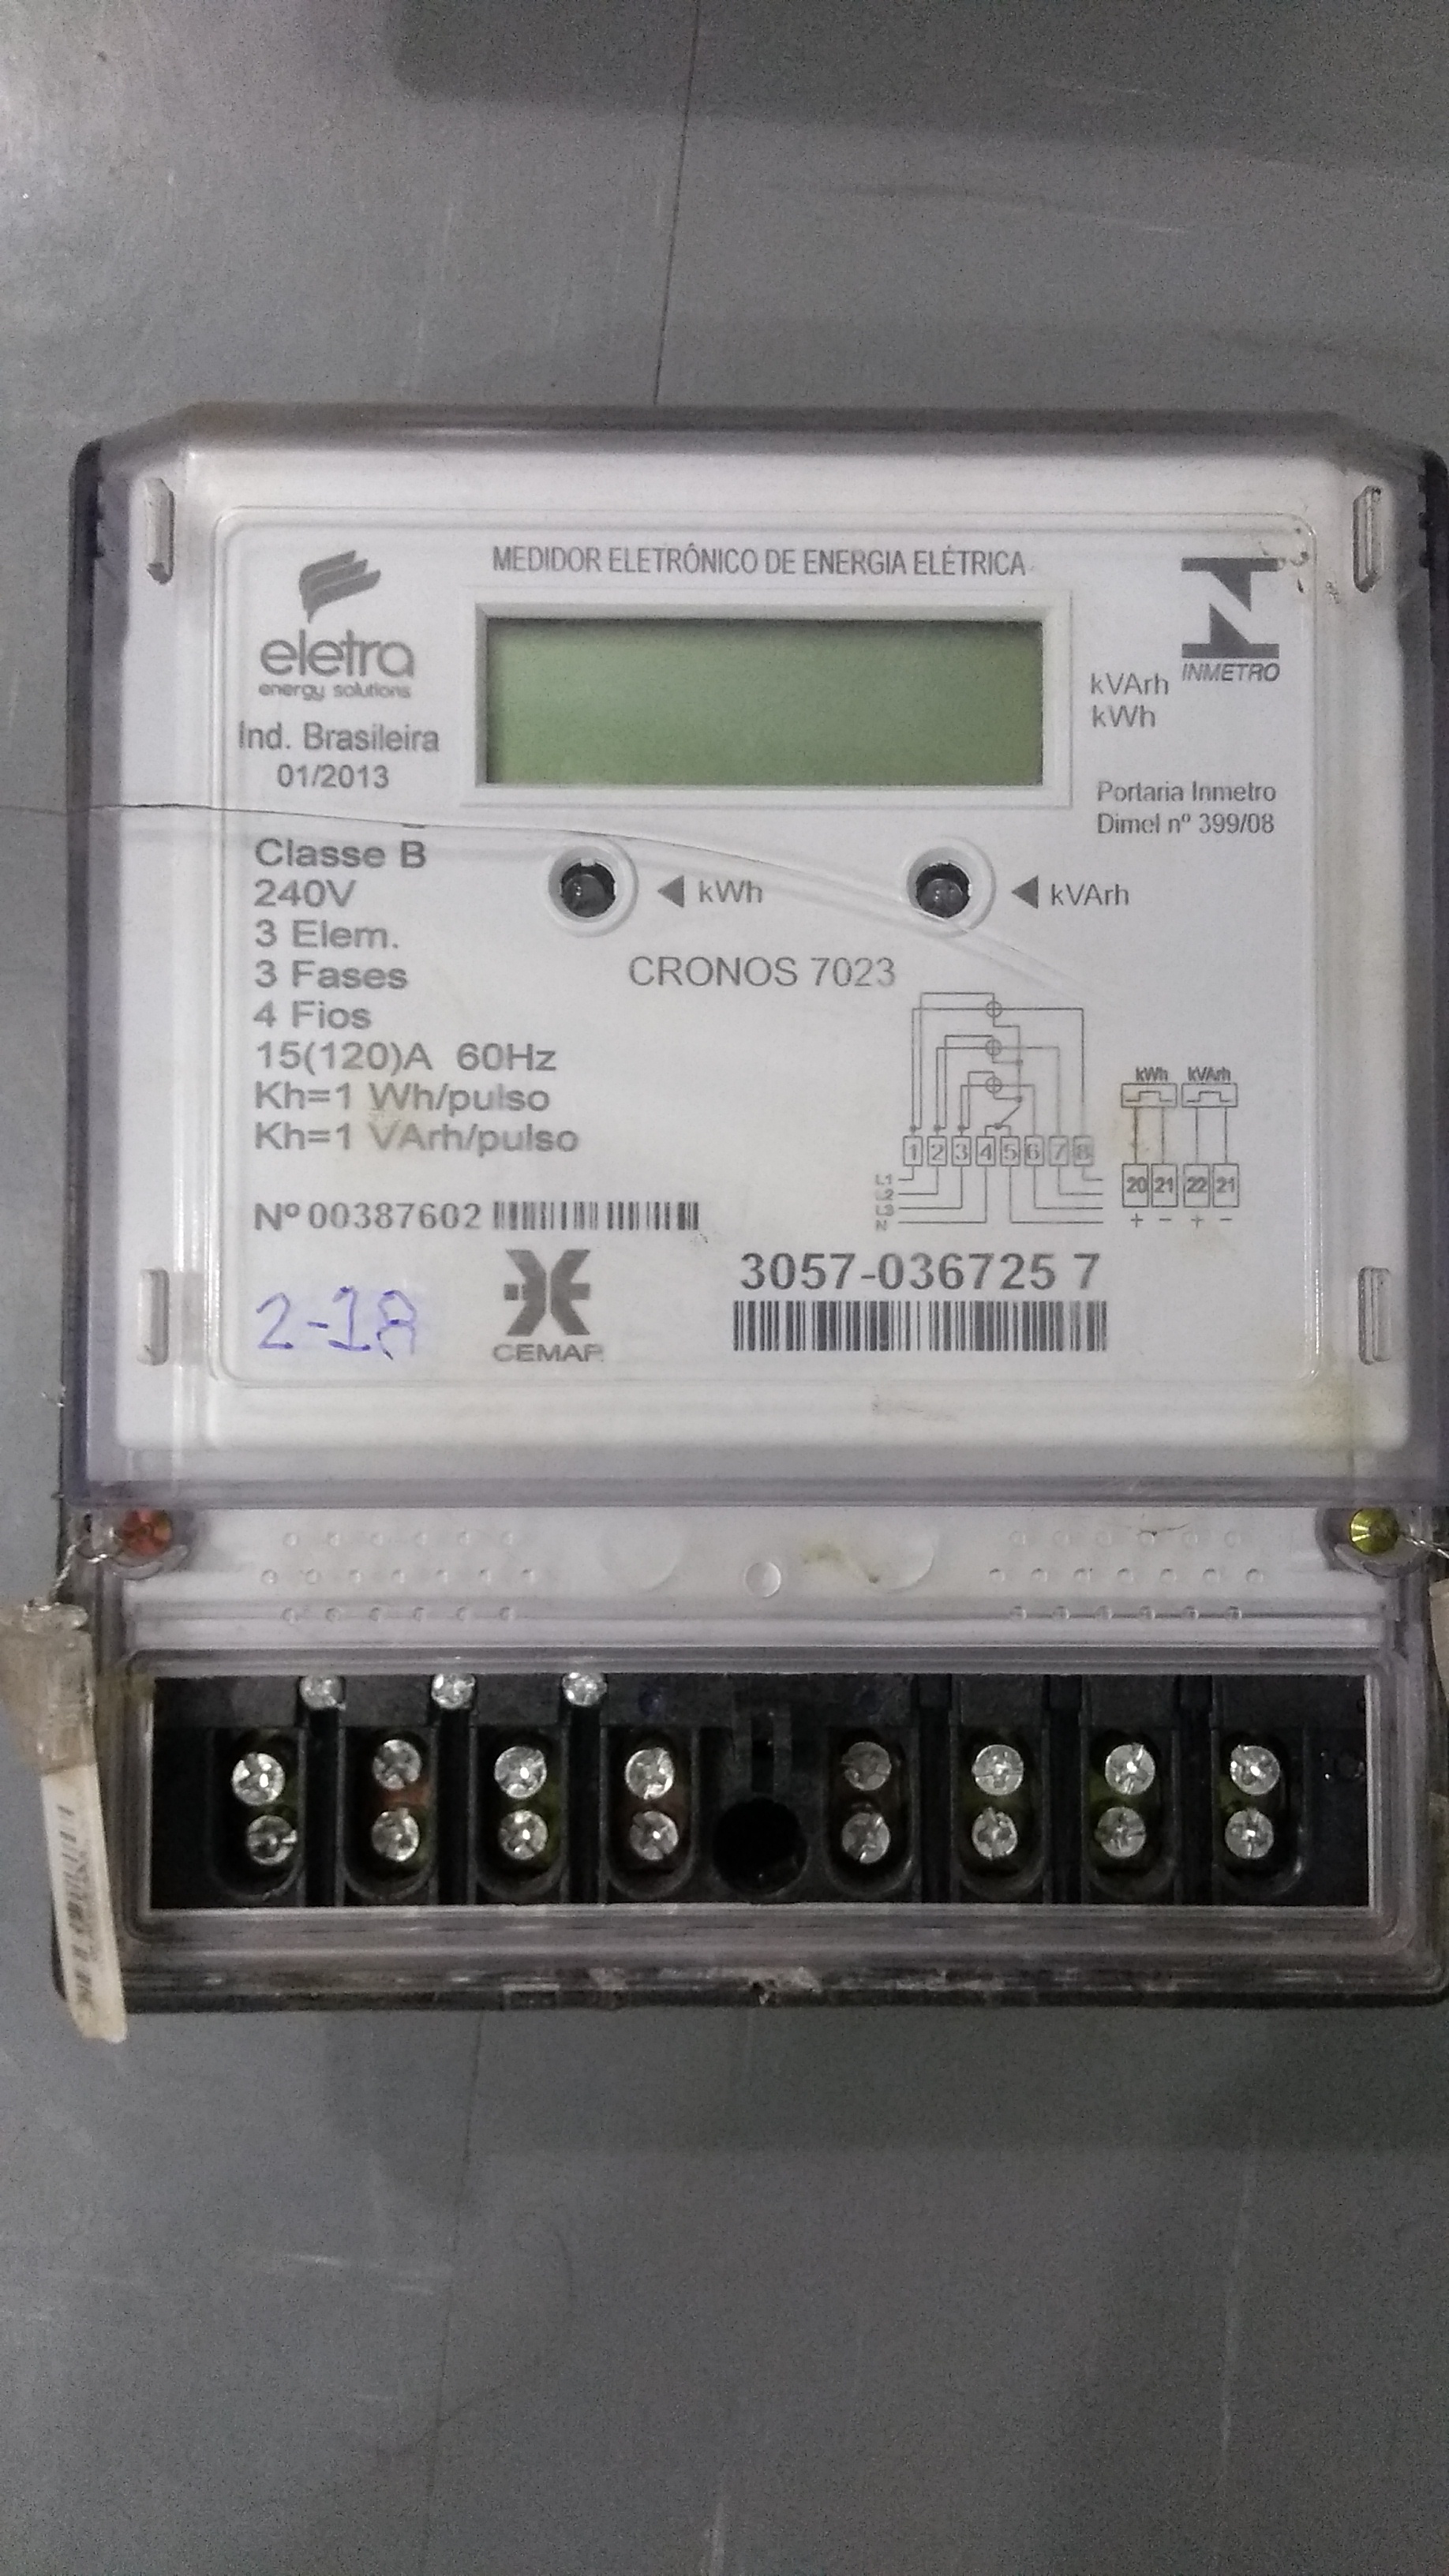 MEDIDOR ELETRÔNICO DE ENERGIA ELÉTRICA
eletra
energy solutions
Ind. Brasileira
01/2013
INMETRO
kVArh
kWh
Portaria Inmetro
Dimel nº 399/08
Classe B
240V
3 Elem.
3 Fases
4 Fios
15(120)A 60Hz
Kh=1 Wh/pulso
Kh=1 VArh/pulso
kWh
kVArh
CRONOS 7023
kWh kVArh
1 2 3 4 5 6 7 8
20 21 22 21
+ - + -
L1
L2
L3
N
Nº 00387602
3057-036725 7
2-18
CEMAR